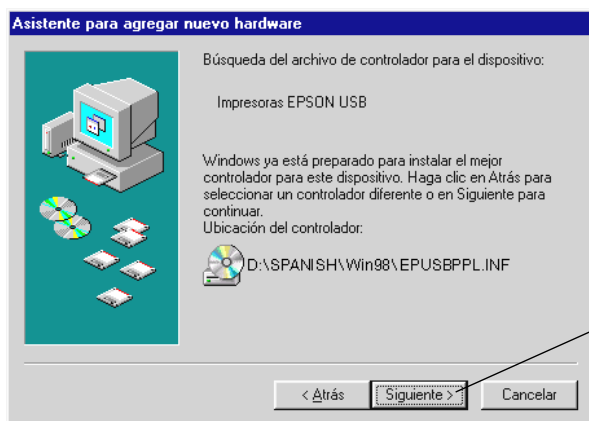 Asistente para agregar nuevo hardware
Búsqueda del archivo de controlador para el dispositivo:
Impresoras EPSON USB
Windows ya está preparado para instalar el mejor
controlador para este dispositivo. Haga clic en Atrás para
seleccionar un controlador diferente o en Siguiente para
continuar.
Ubicación del controlador:
D:\SPANISH\Win98\EPUSBPPL.INF
< Atrás
Siguiente >
Cancelar